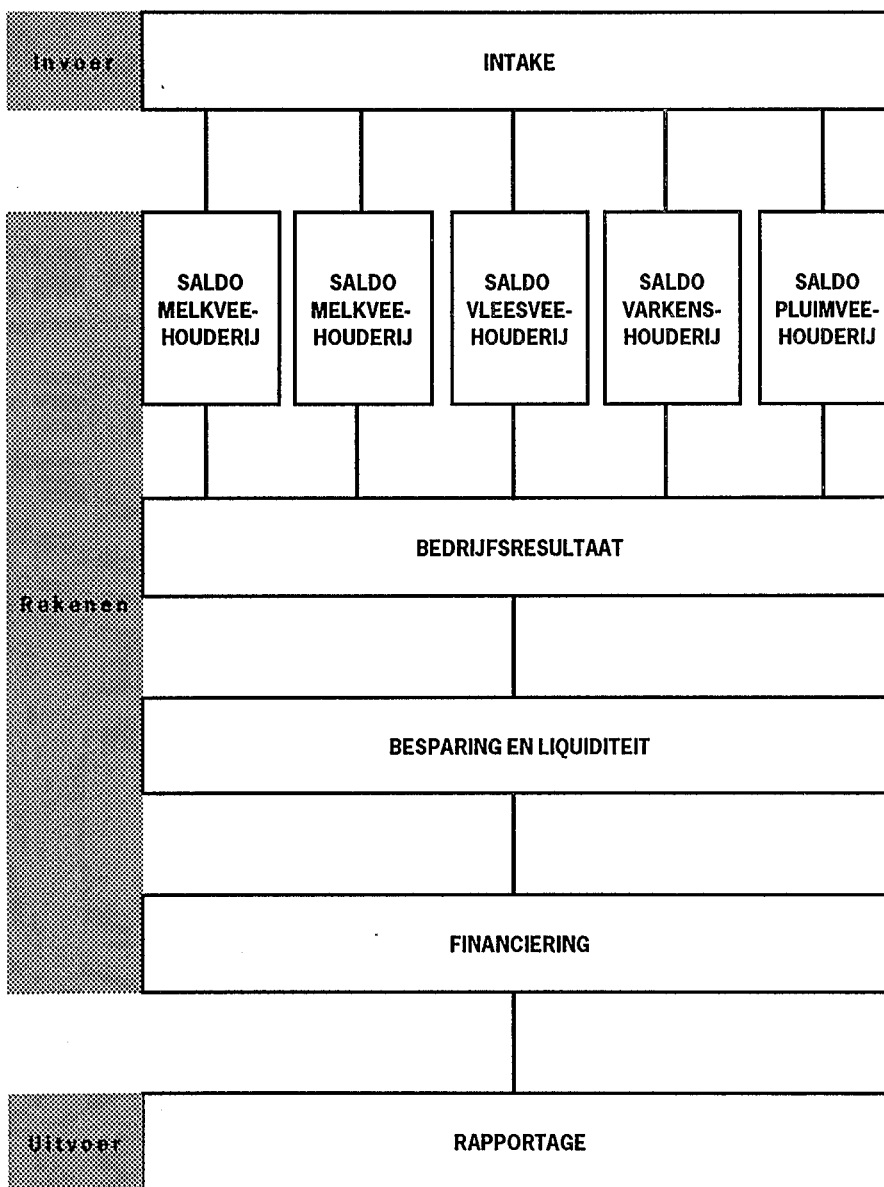 Invoer
INTAKE
SALDO
MELKVEE-
HOUDERIJ
SALDO
MELKVEE-
HOUDERIJ
SALDO
VLEESVEE-
HOUDERIJ
SALDO
VARKENS-
HOUDERIJ
SALDO
PLUIMVEE-
HOUDERIJ
BEDRIJFSRESULTAAT
Rekenen
BESPARING EN LIQUIDITEIT
FINANCIERING
Uitvoer
RAPPORTAGE